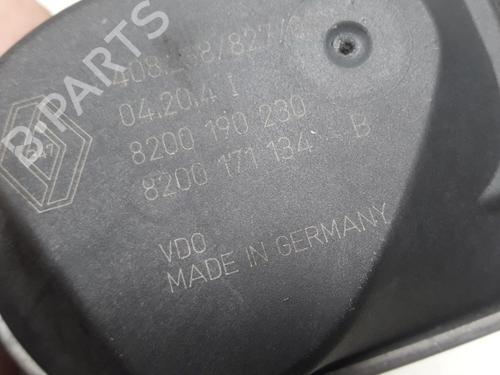 04.20.4 I
8200 190 230
8200 171 134 - B
VDO
MADE IN GERMANY
B-PARTS